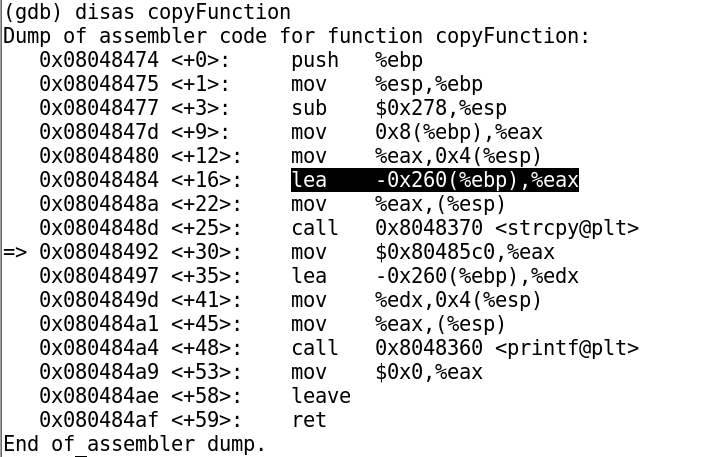 (gdb) disas copyFunction
Dump of assembler code for function copyFunction:
   0x08048474 <+0>:     push   %ebp
   0x08048475 <+1>:     mov    %esp,%ebp
   0x08048477 <+3>:     sub    $0x278,%esp
   0x0804847d <+9>:     mov    0x8(%ebp),%eax
   0x08048480 <+12>:    mov    %eax,0x4(%esp)
   0x08048484 <+16>:    lea    -0x260(%ebp),%eax
   0x0804848a <+22>:    mov    %eax,(%esp)
   0x0804848d <+25>:    call   0x8048370 <strcpy@plt>
=> 0x08048492 <+30>:    mov    $0x80485c0,%eax
   0x08048497 <+35>:    lea    -0x260(%ebp),%edx
   0x0804849d <+41>:    mov    %edx,0x4(%esp)
   0x080484a1 <+45>:    mov    %eax,(%esp)
   0x080484a4 <+48>:    call   0x8048360 <printf@plt>
   0x080484a9 <+53>:    mov    $0x0,%eax
   0x080484ae <+58>:    leave
   0x080484af <+59>:    ret
End of assembler dump.